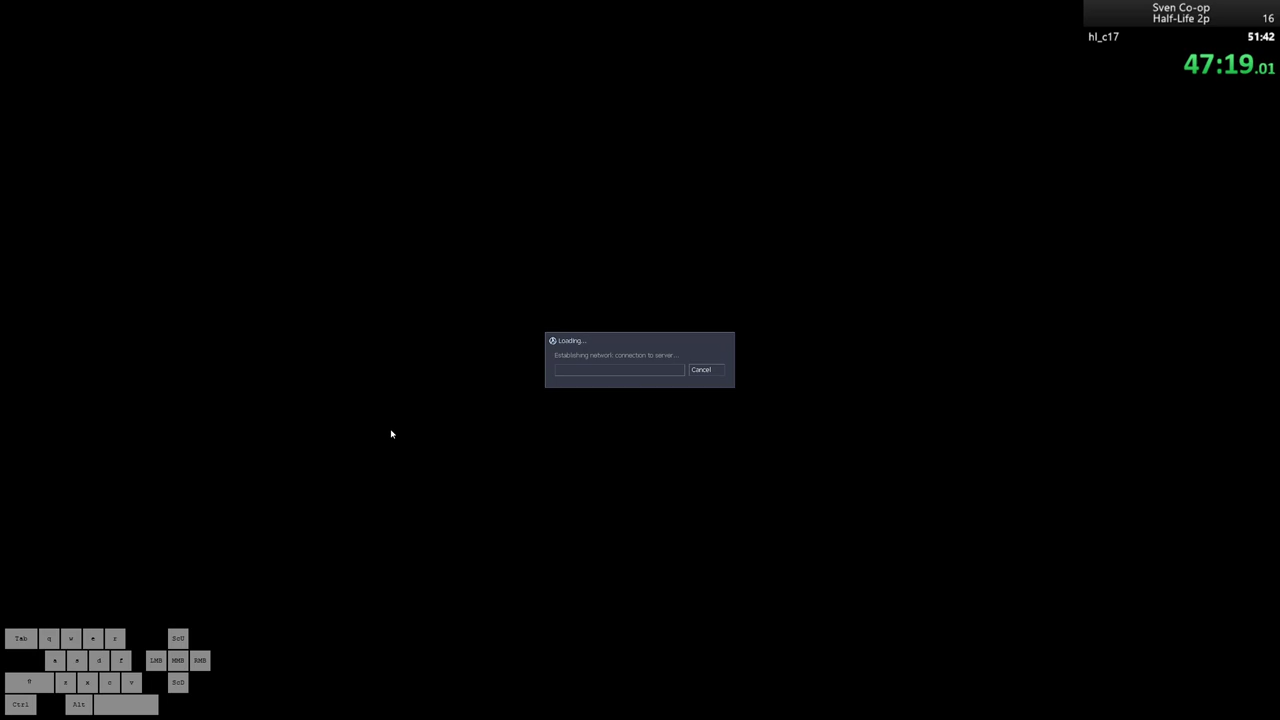 Sven Co-op
Half-Life 2p 16
hl_c17 51:42
47:19.01
Loading...
Establishing network connection to server...
Cancel
Tab q w e r ScU
a s d f LMB MMB RMB
⇧ z x c v ScD
Ctrl Alt